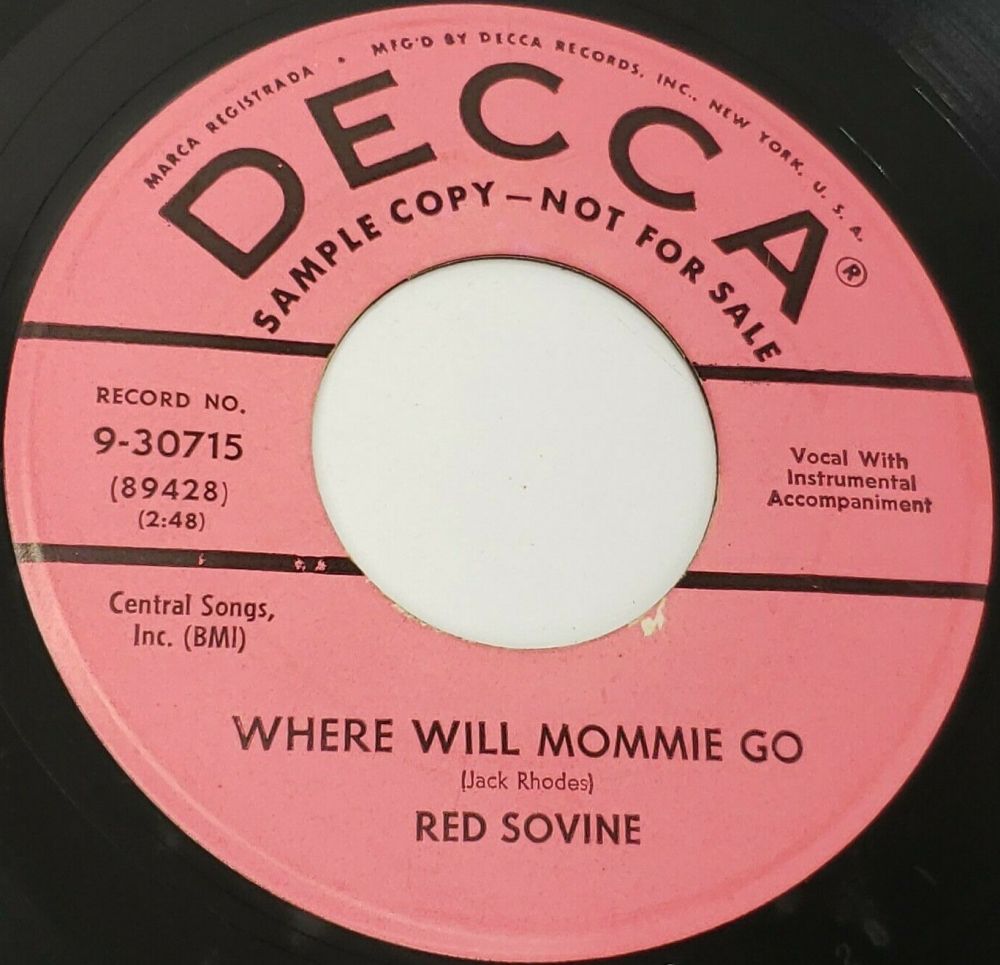 MARCA REGISTRADA • MFG'D BY DECCA RECORDS, INC., NEW YORK, U. S. A.
DECCA®
SAMPLE COPY—NOT FOR SALE
RECORD NO.
9-30715
(89428)
(2:48)
Vocal With
Instrumental
Accompaniment
Central Songs,
Inc. (BMI)
WHERE WILL MOMMIE GO
(Jack Rhodes)
RED SOVINE